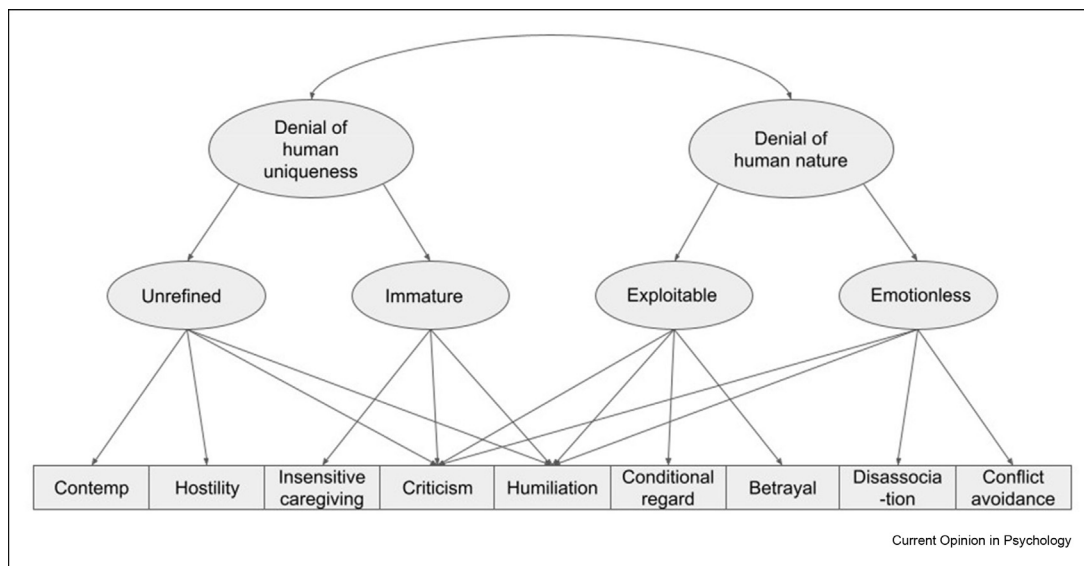 Denial of
human
uniqueness
Denial of
human nature
Unrefined
Immature
Exploitable
Emotionless
Contemp
Hostility
Insensitive
caregiving
Criticism
Humiliation
Conditional
regard
Betrayal
Disassocia
-tion
Conflict
avoidance
Current Opinion in Psychology